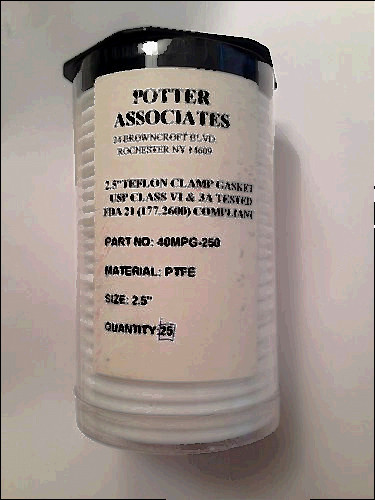 POTTER
ASSOCIATES
24 BROWNCROFT BLVD.
ROCHESTER NY 14609
2.5" TEFLON CLAMP GASKET
USP CLASS VI & 3A TESTED
FDA 21 (177.2600) COMPLIANT
PART NO: 40MPG-250
MATERIAL: PTFE
SIZE: 2.5"
QUANTITY:25